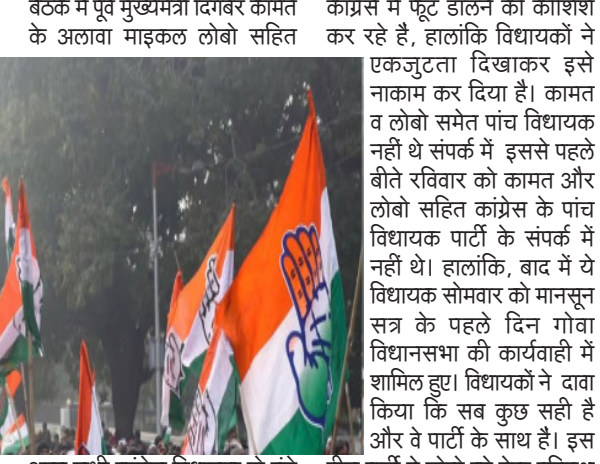 बैठक में पूर्व मुख्यमंत्री दिगंबर कामत
के अलावा माइकल लोबो सहित
कांग्रेस में फूट डालने की कोशिश
कर रहे है, हालांकि विधायकों ने
एकजुटता दिखाकर इसे
नाकाम कर दिया है। कामत
व लोबो समेत पांच विधायक
नहीं थे संपर्क में इससे पहले
बीते रविवार को कामत और
लोबो सहित कांग्रेस के पांच
विधायक पार्टी के संपर्क में
नहीं थे। हालांकि, बाद में ये
विधायक सोमवार को मानसून
सत्र के पहले दिन गोवा
विधानसभा की कार्यवाही में
शामिल हुए। विधायकों ने दावा
किया कि सब कुछ सही है
और वे पार्टी के साथ है। इस